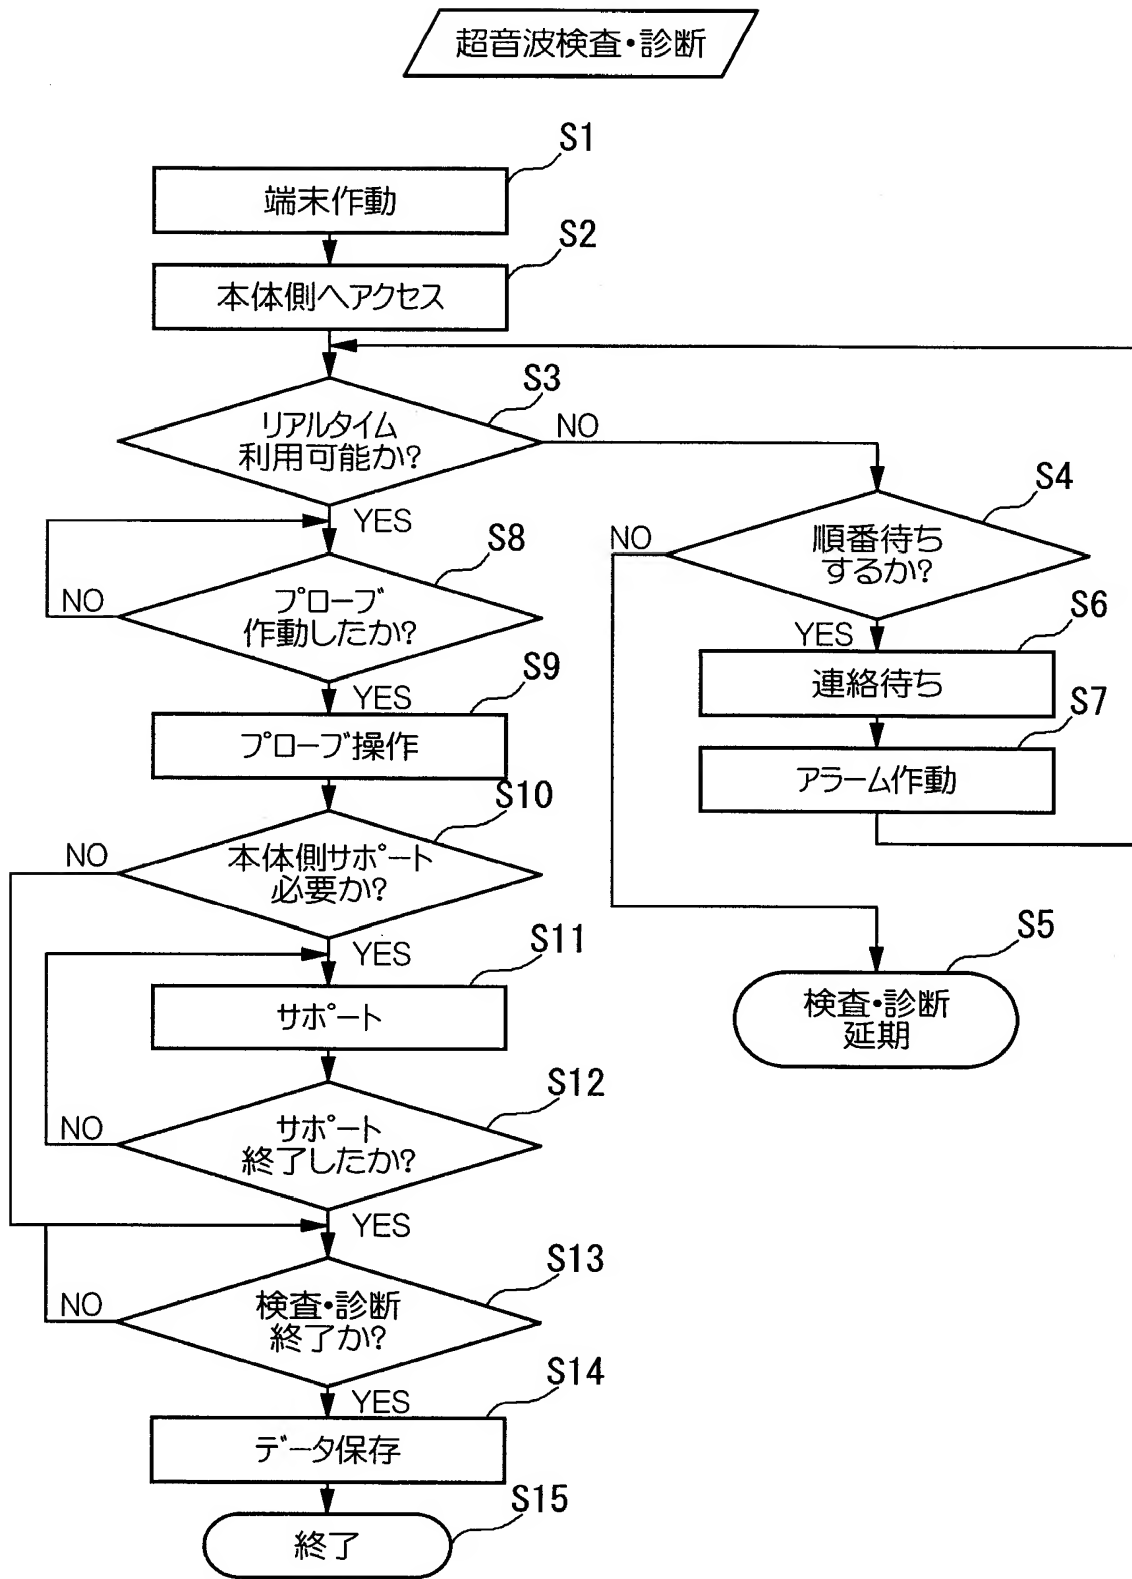 超音波検査・診断
S1
端末作動
S2
本体側へアクセス
S3
リアルタイム
利用可能か?
NO
YES
S4
順番待ち
するか?
NO
YES
S8
プローブ
作動したか?
NO
YES
S6
連絡待ち
S9
プローブ操作
S7
アラーム作動
S10
本体側サポート
必要か?
NO
YES
S5
検査・診断
延期
S11
サポート
S12
サポート
終了したか?
NO
YES
S13
検査・診断
終了か?
NO
YES
S14
データ保存
S15
終了